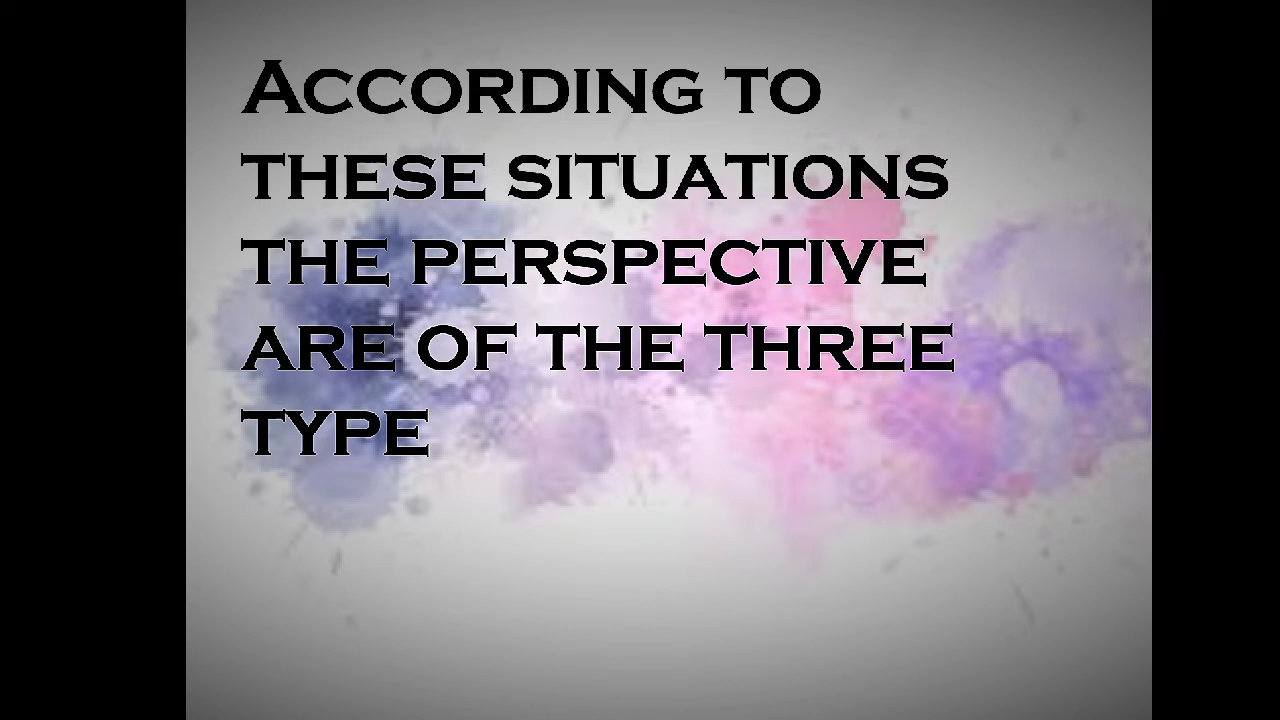 According to
these situations
the perspective
are of the three
type